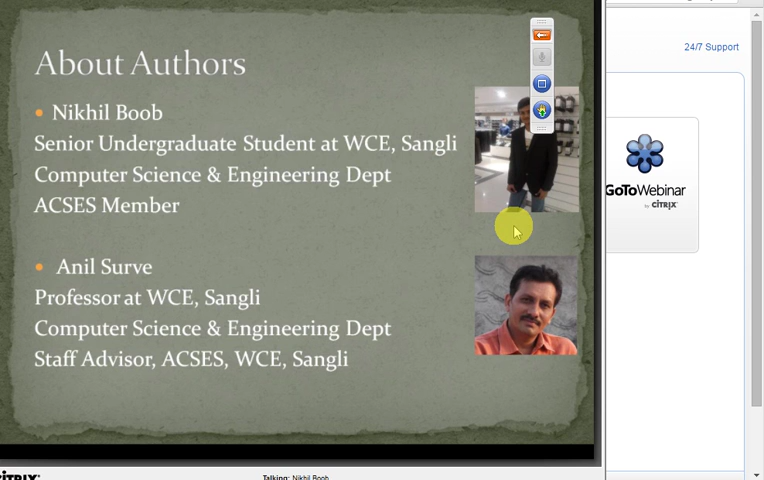 About Authors
24/7 Support
• Nikhil Boob
Senior Undergraduate Student at WCE, Sangli
Computer Science & Engineering Dept
ACSES Member
GoToWebinar
by CITRIX
• Anil Surve
Professor at WCE, Sangli
Computer Science & Engineering Dept
Staff Advisor, ACSES, WCE, Sangli
CITRIX
Talking: Nikhil Boob